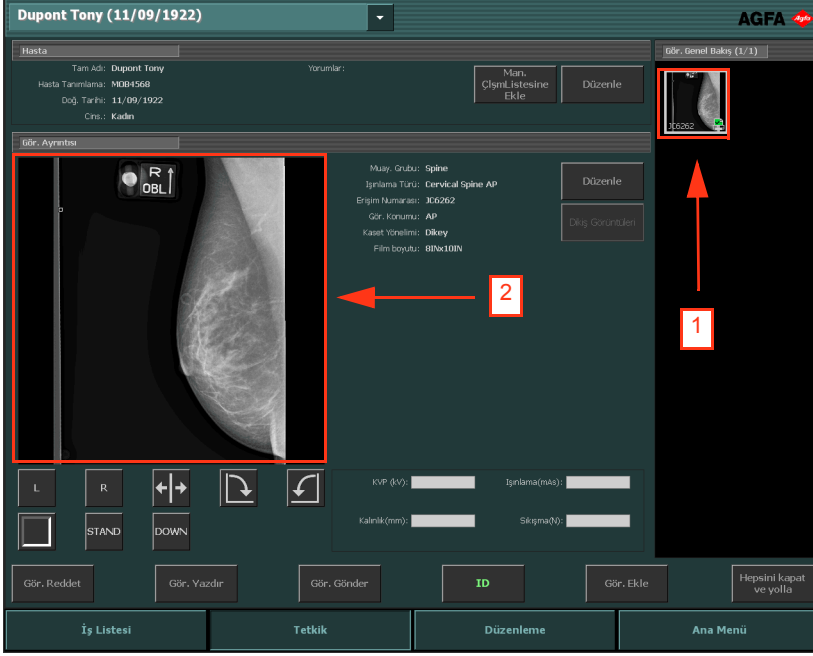 Dupont Tony (11/09/1922)
AGFA Agfa
Hasta
Tam Adı: Dupont Tony
Hasta Tanımlama: MOB4568
Doğ. Tarihi: 11/09/1922
Cins.: Kadın
Yorumlar:
Man.
ÇlşmListesine
Ekle
Düzenle
Gör. Genel Bakış (1/1)
JC6262
1
Gör. Ayrıntısı
R
OBL
2
Muay. Grubu: Spine
Işınlama Türü: Cervical Spine AP
Erişim Numarası: JC6262
Gör. Konumu: AP
Kaset Yönelimi: Dikey
Film boyutu: 8INx10IN
Düzenle
Dikiş Görüntüleri
L
R
STAND
DOWN
KVP (kV):
Işınlama(mAs):
Kalınlık(mm):
Sıkışma(N):
Gör. Reddet
Gör. Yazdır
Gör. Gönder
ID
Gör. Ekle
Hepsini kapat
ve yolla
İş Listesi
Tetkik
Düzenleme
Ana Menü